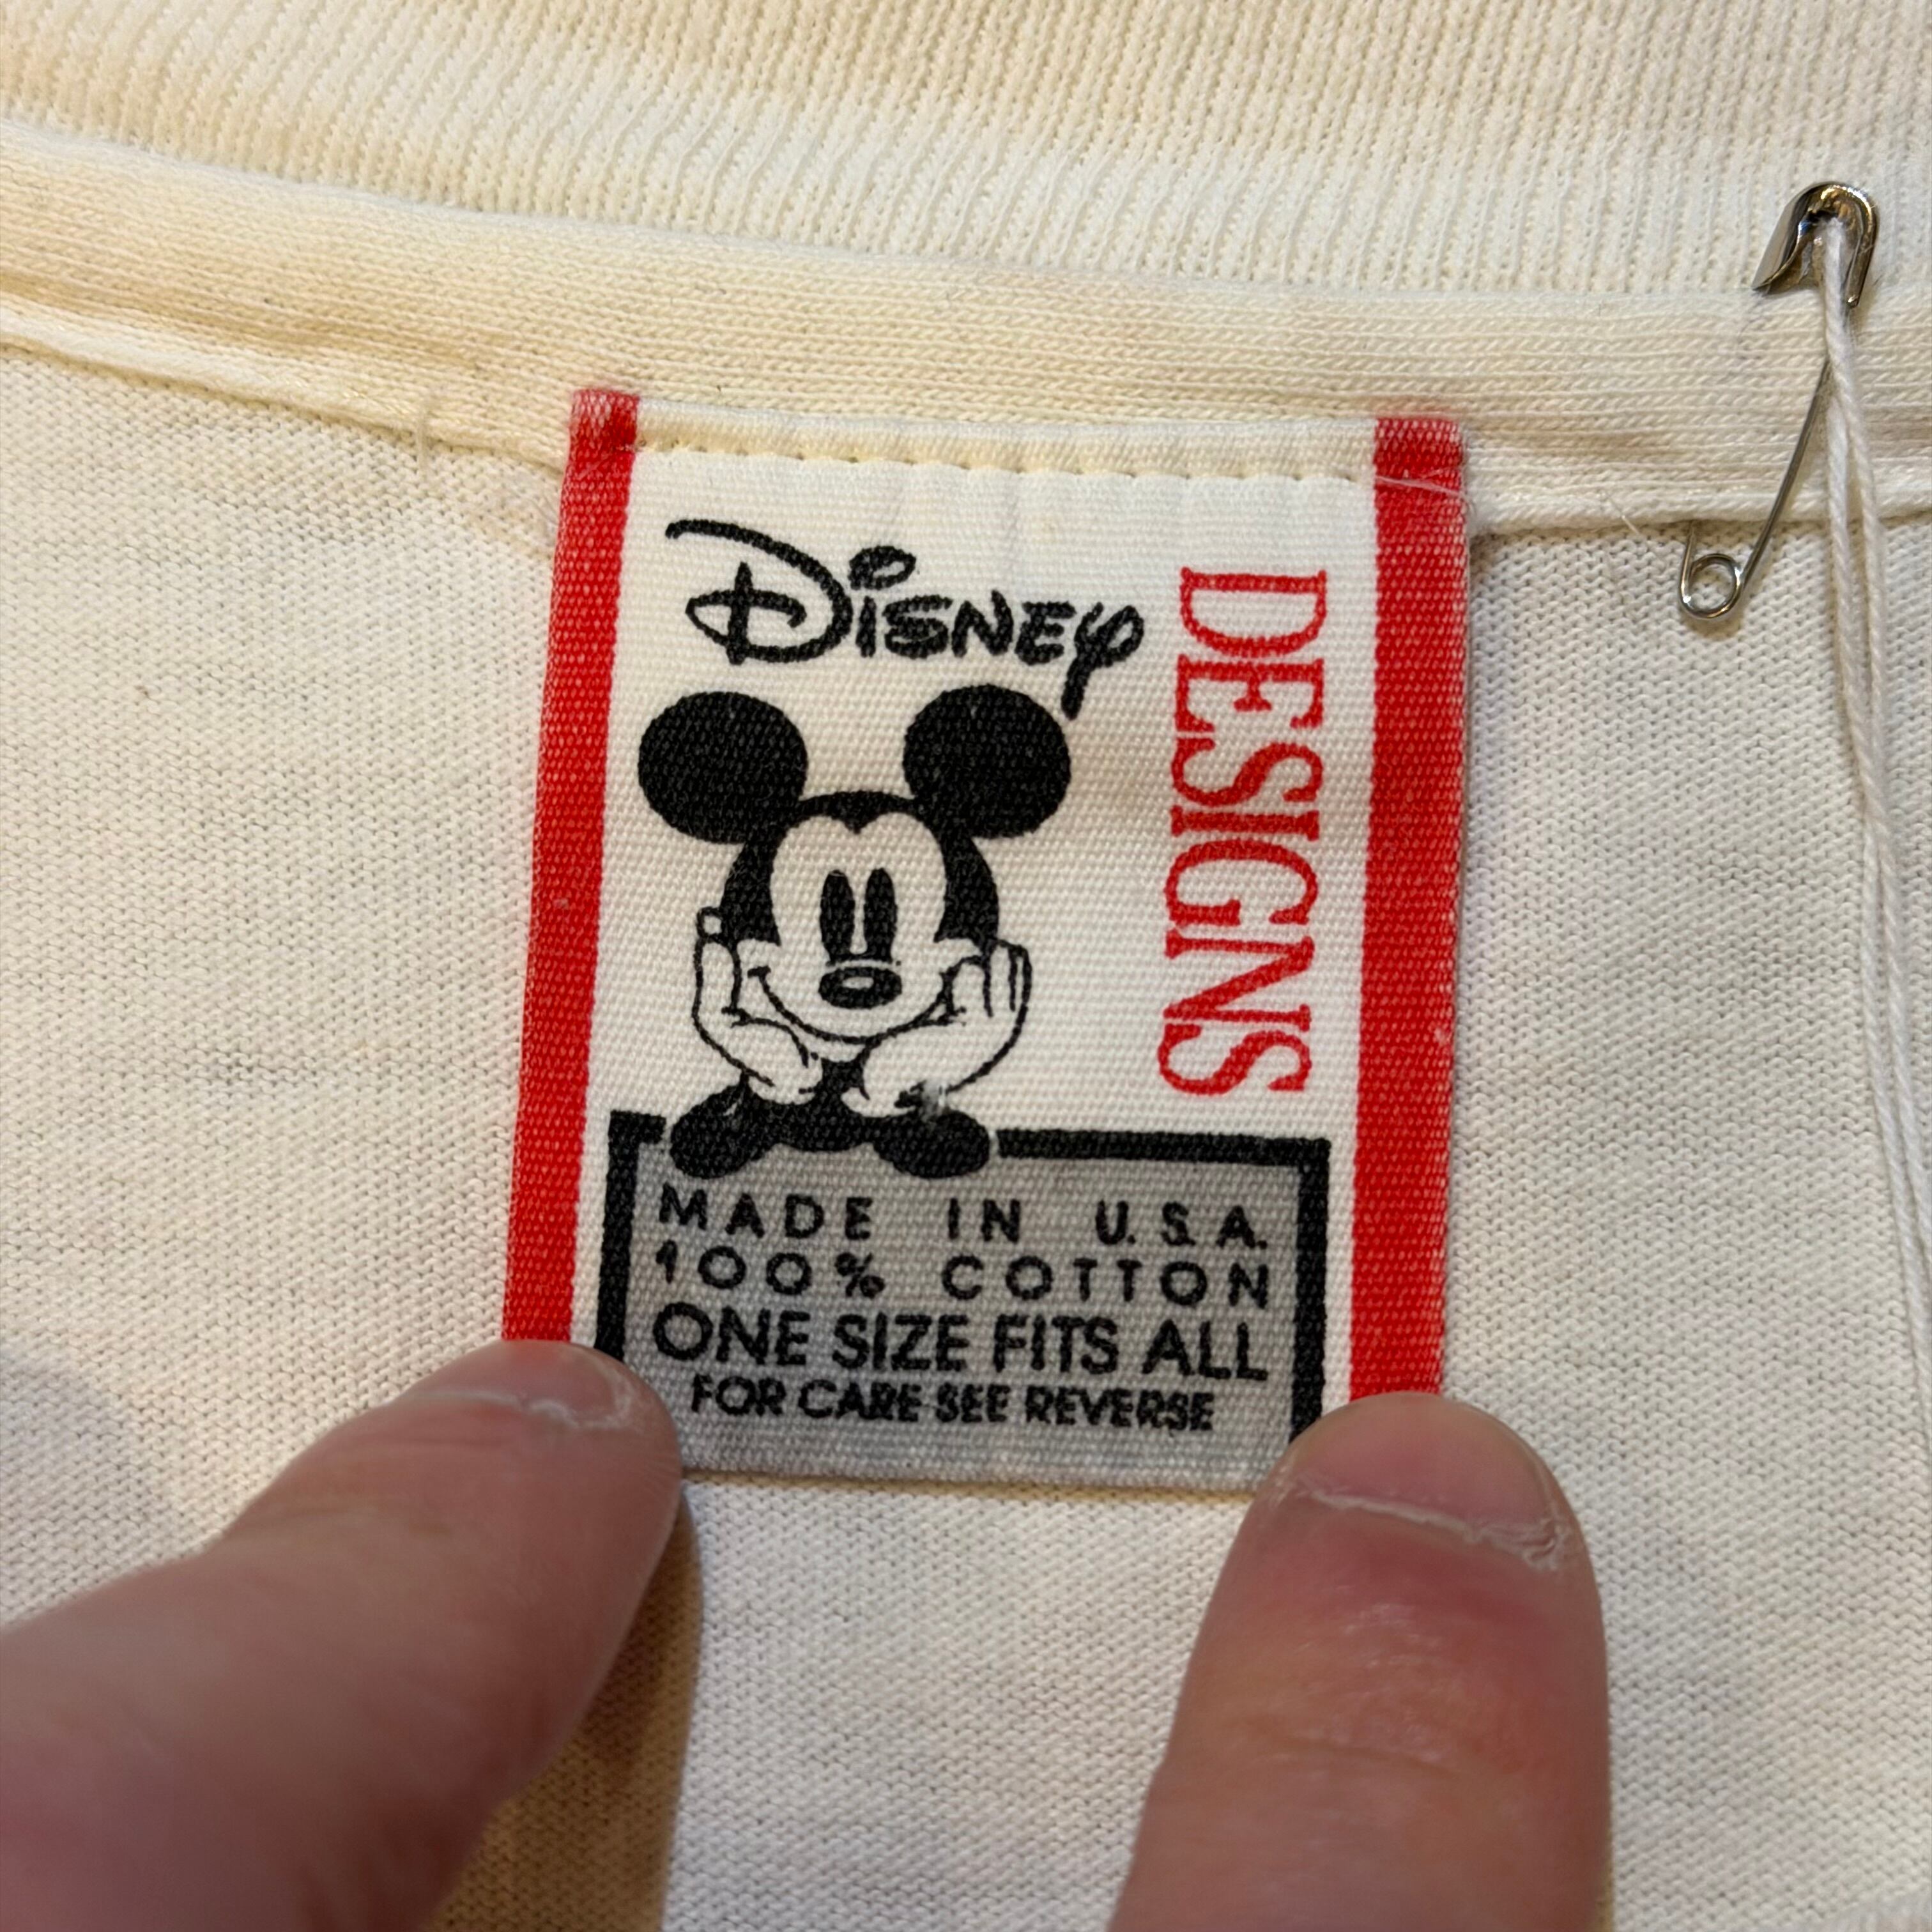 Disney
DESIGNS
MADE IN U.S.A.
100% COTTON
ONE SIZE FITS ALL
FOR CARE SEE REVERSE